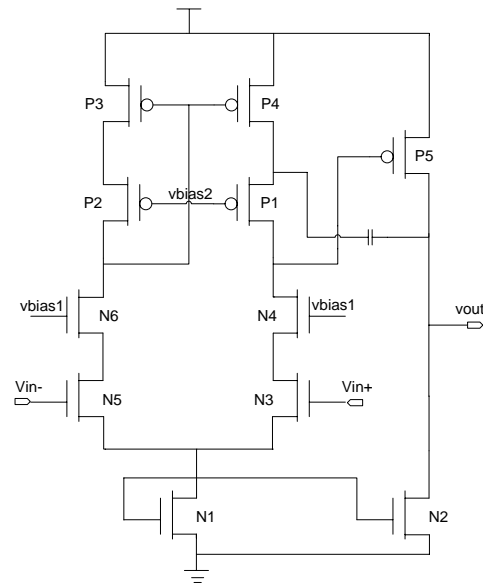 P3
P4
P5
P2
vbias2
P1
vbias1
N6
N4
vbias1
vout
Vin-
N5
N3
Vin+
N1
N2